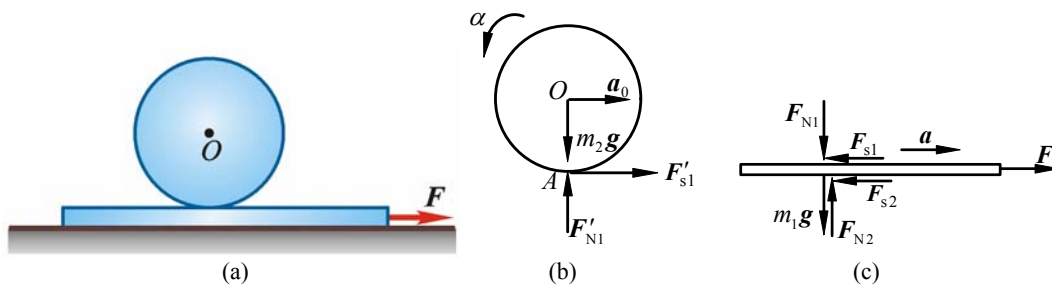 O
F
(a)
α
O
a₀
m₂g
A
F′s1
F′N1
(b)
FN1
Fs1
a
F
Fs2
m₁g
FN2
(c)